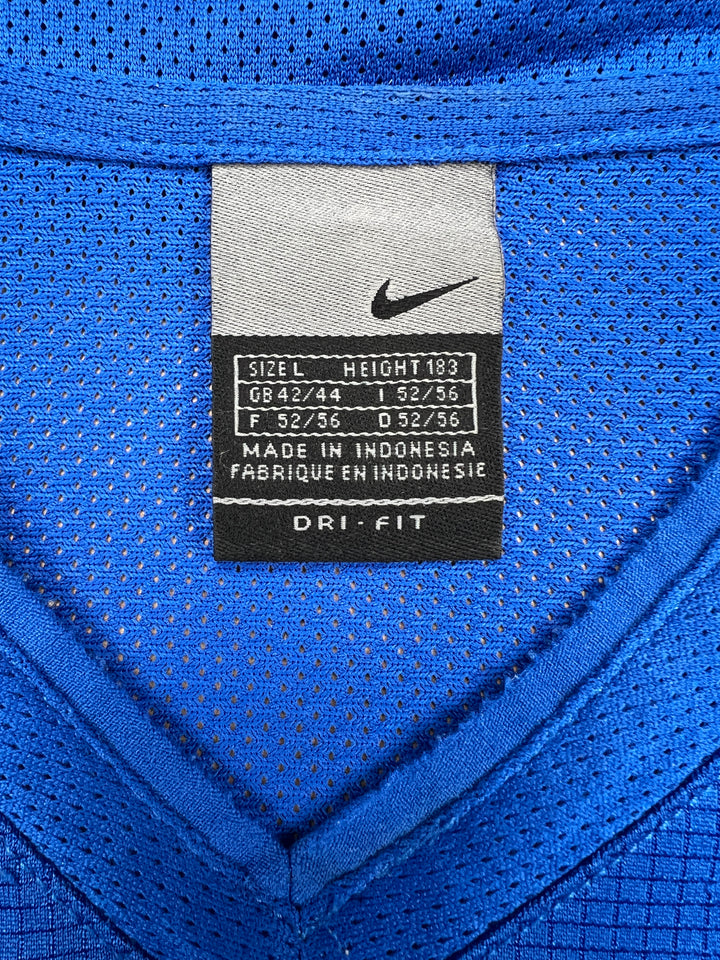 SIZE L HEIGHT 183
GB 42/44 I 52/56
F 52/56 D 52/56
MADE IN INDONESIA
FABRIQUE EN INDONESIE
DRI-FIT